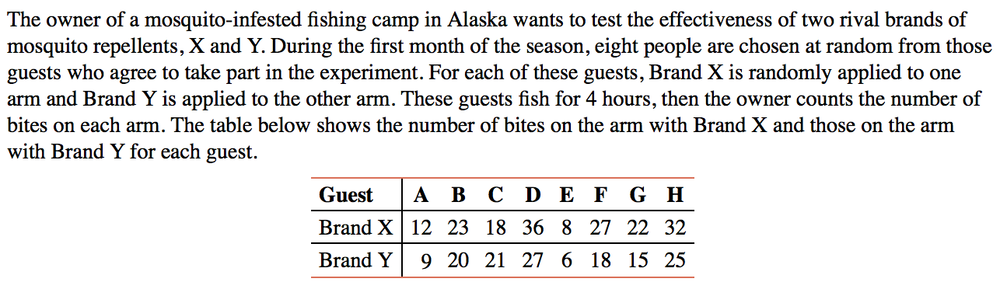 The owner of a mosquito-infested fishing camp in Alaska wants to test the effectiveness of two rival brands of
mosquito repellents, X and Y. During the first month of the season, eight people are chosen at random from those
guests who agree to take part in the experiment. For each of these guests, Brand X is randomly applied to one
arm and Brand Y is applied to the other arm. These guests fish for 4 hours, then the owner counts the number of
bites on each arm. The table below shows the number of bites on the arm with Brand X and those on the arm
with Brand Y for each guest.
Guest A B C D E F G H
Brand X 12 23 18 36 8 27 22 32
Brand Y 9 20 21 27 6 18 15 25